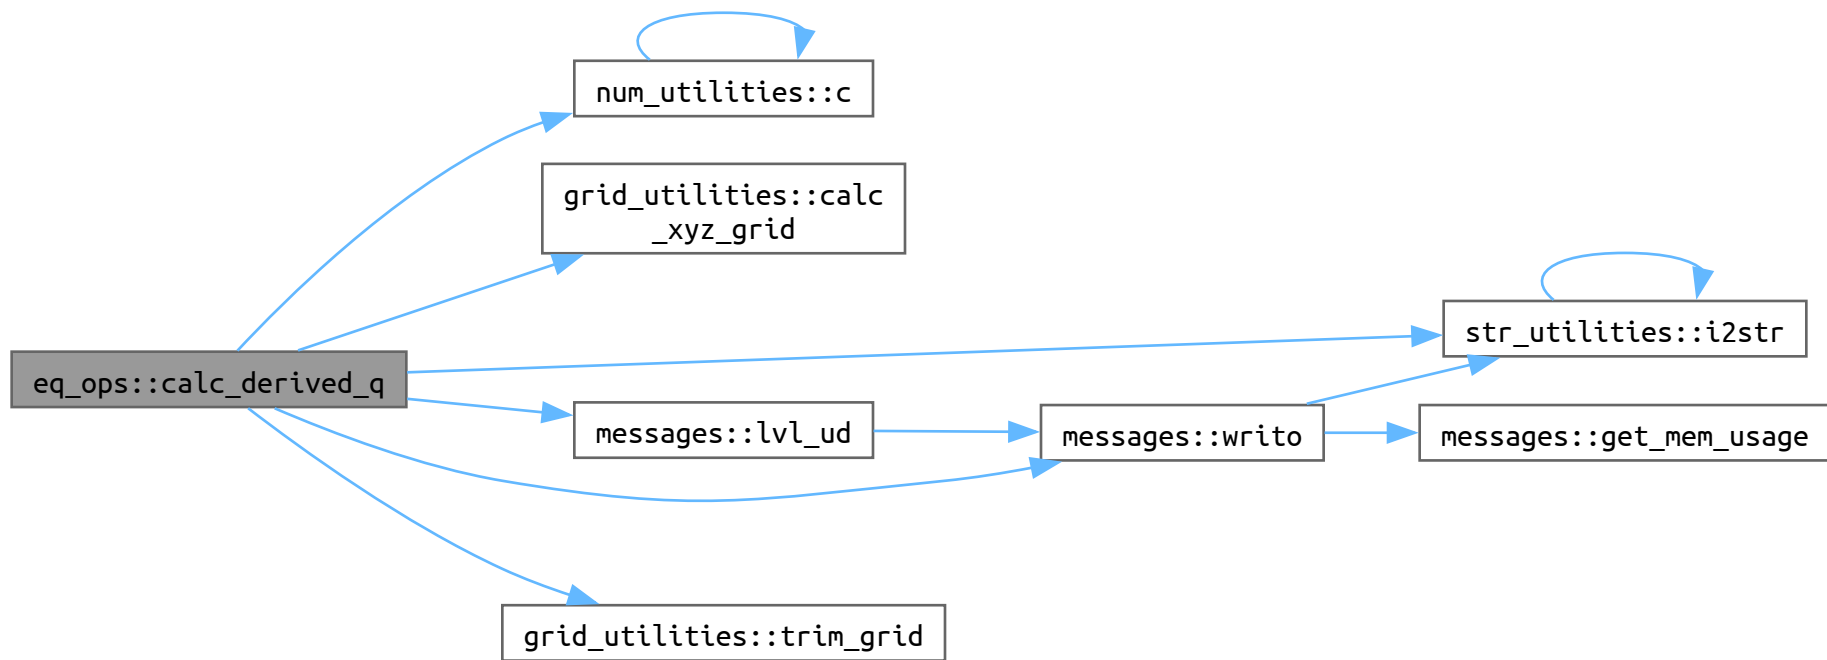 num_utilities::c
grid_utilities::calc
_xyz_grid
str_utilities::i2str
eq_ops::calc_derived_q
messages::lvl_ud
messages::writo
messages::get_mem_usage
grid_utilities::trim_grid